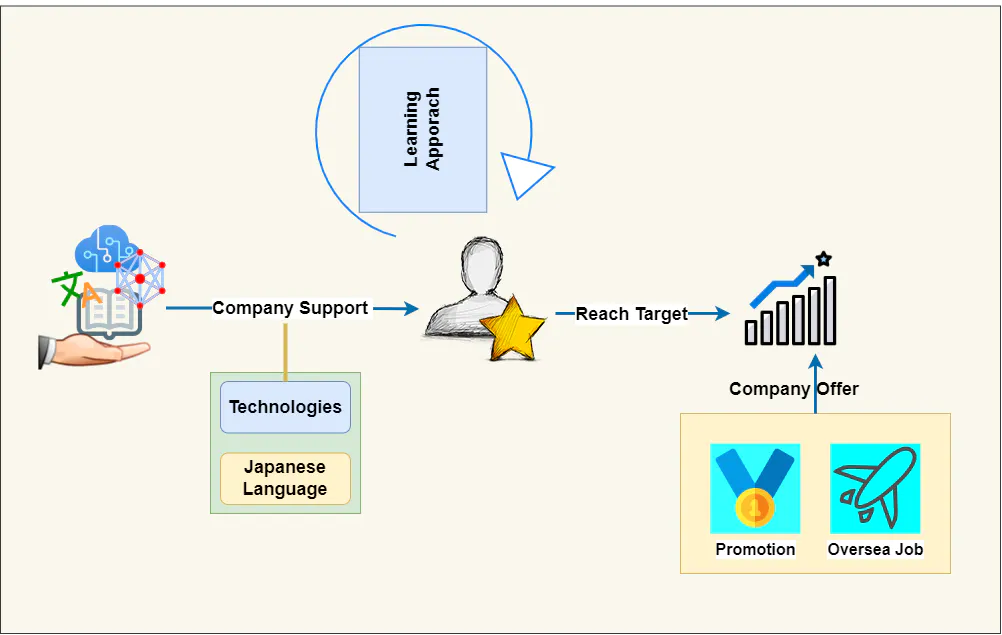 Learning
Apporach
Company Support
Reach Target
Technologies
Japanese
Language
Company Offer
Promotion
Oversea Job
文
A
1